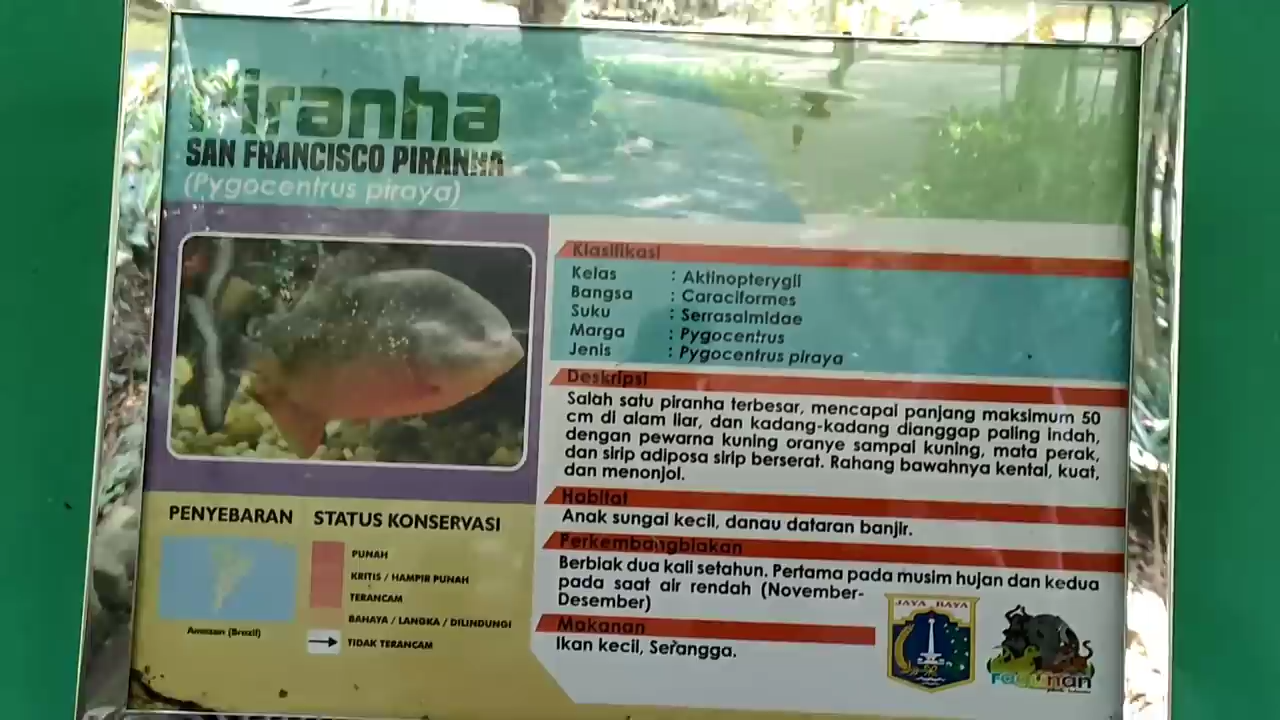 Piranha
SAN FRANCISCO PIRANHA
(Pygocentrus piraya)
Klasifikasi
Kelas : Aktinopterygii
Bangsa : Caraciformes
Suku : Serrasalmidae
Marga : Pygocentrus
Jenis : Pygocentrus piraya
Deskripsi
Salah satu piranha terbesar, mencapai panjang maksimum 50
cm di alam liar, dan kadang-kadang dianggap paling indah,
dengan pewarna kuning oranye sampai kuning, mata perak,
dan sirip adiposa sirip berserat. Rahang bawahnya kental, kuat,
dan menonjol.
Habitat
Anak sungai kecil, danau dataran banjir.
Perkembangbiakan
Berbiak dua kali setahun. Pertama pada musim hujan dan kedua
pada saat air rendah (November-
Desember)
Makanan
Ikan kecil, Serangga.
PENYEBARAN
Amazon (Brazil)
STATUS KONSERVASI
PUNAH
KRITIS / HAMPIR PUNAH
TERANCAM
BAHAYA / LANGKA / DILINDUNGI
TIDAK TERANCAM
JAYA RAYA